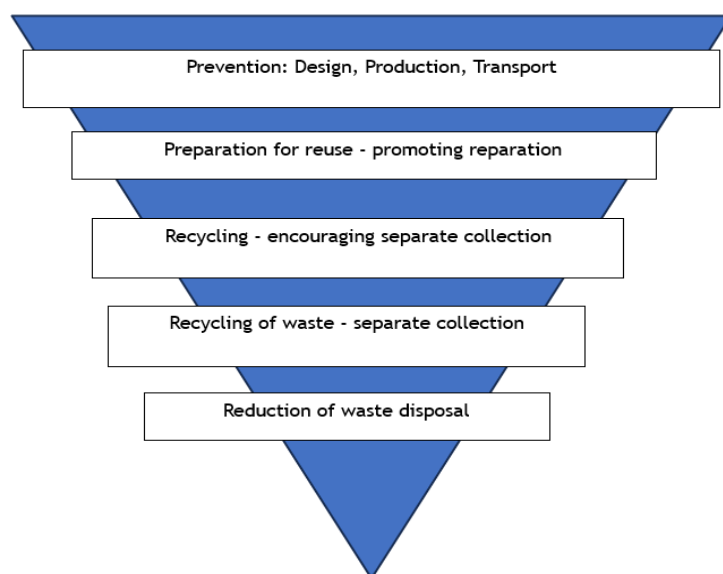 Prevention: Design, Production, Transport
Preparation for reuse - promoting reparation
Recycling - encouraging separate collection
Recycling of waste - separate collection
Reduction of waste disposal